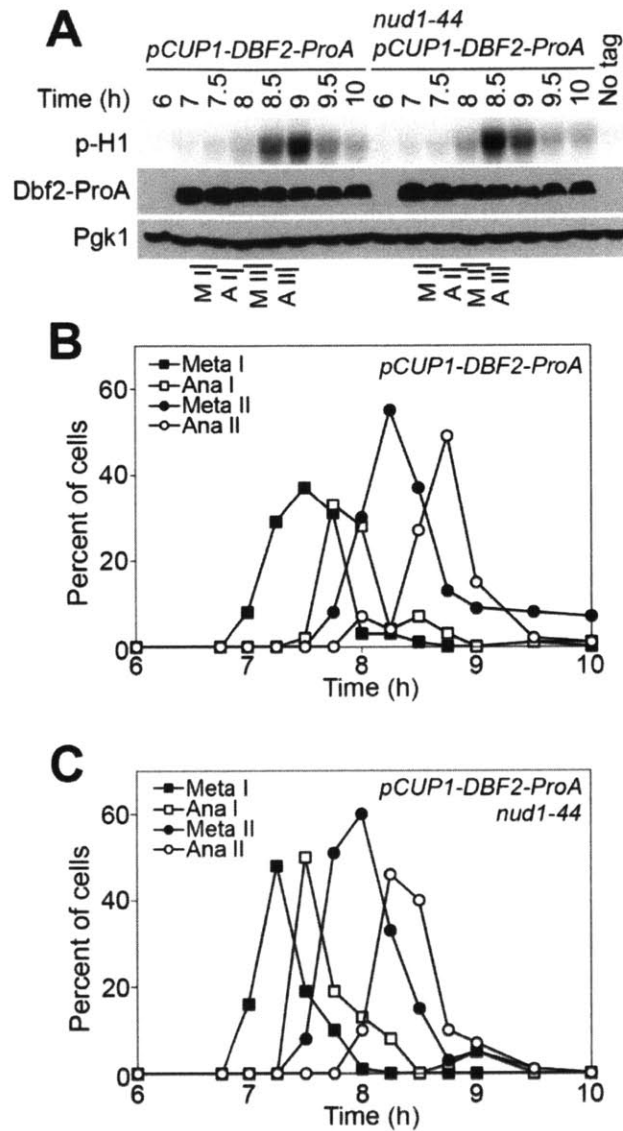 A
nud1-44
pCUP1-DBF2-ProA pCUP1-DBF2-ProA
Time (h) 6 7 7.5 8 8.5 9 9.5 10 6 7 7.5 8 8.5 9 9.5 10 No tag
p-H1
Dbf2-ProA
Pgk1
M I A I M II A II M I A I M II A II
B
Meta I
Ana I
Meta II
Ana II
pCUP1-DBF2-ProA
Percent of cells
60
40
20
0
6 7 8 9 10
Time (h)
C
Meta I
Ana I
Meta II
Ana II
pCUP1-DBF2-ProA
nud1-44
Percent of cells
60
40
20
0
6 7 8 9 10
Time (h)